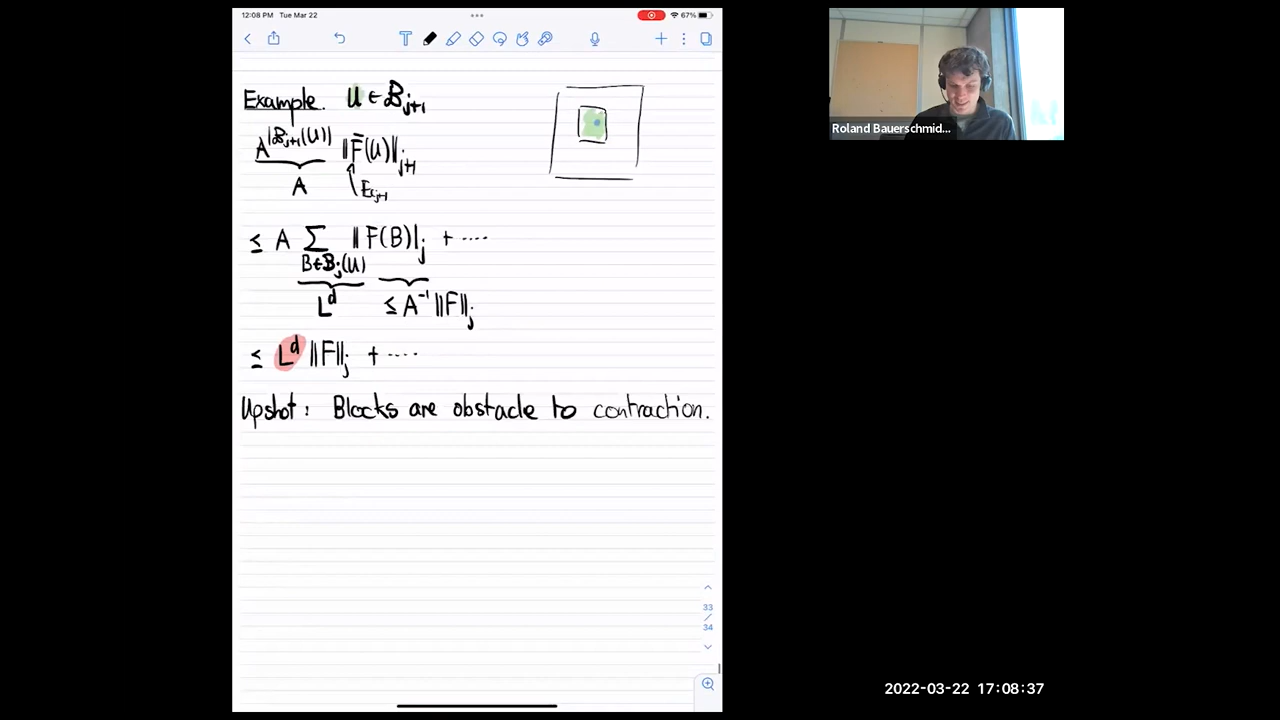 12:08 PM Tue Mar 22
67%
Example. U ∈ B_{j+1}
A^{|B_{j+1}(U)|} ‖F̄(U)‖_{j+1}
A
E_{C_{j+1}}
≤ A Σ_{B∈B_j(U)} ‖F(B)‖_j + ····
L^d ≤ A^{-1} ‖F‖_j
≤ L^d ‖F‖_j + ····
Upshot: Blocks are obstacle to contraction.
33
/
34
Roland Bauerschmid...
2022-03-22 17:08:37